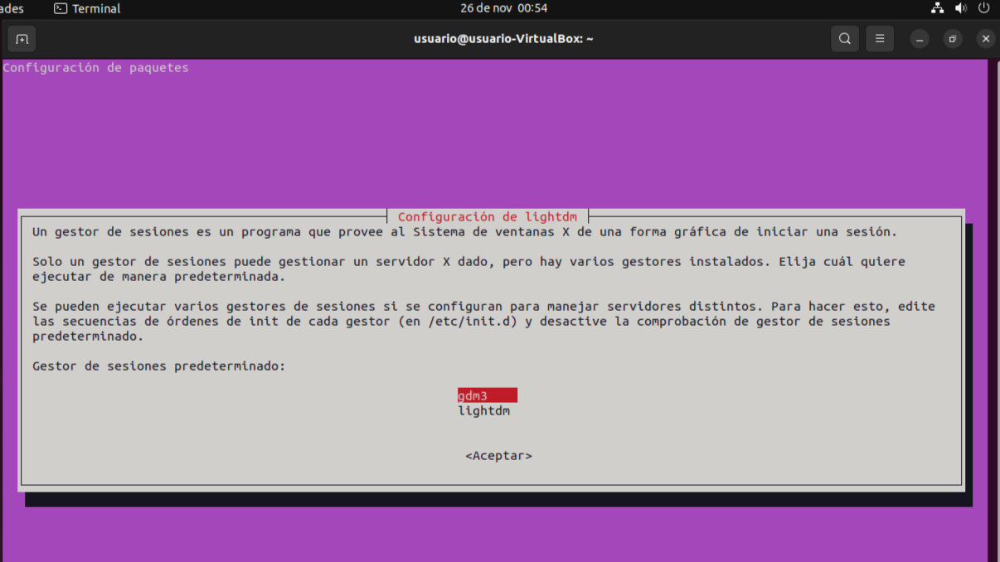 ades
Terminal
26 de nov 00:54
usuario@usuario-VirtualBox: ~
Configuración de paquetes
Configuración de lightdm
Un gestor de sesiones es un programa que provee al Sistema de ventanas X de una forma gráfica de iniciar una sesión.
Solo un gestor de sesiones puede gestionar un servidor X dado, pero hay varios gestores instalados. Elija cuál quiere
ejecutar de manera predeterminada.
Se pueden ejecutar varios gestores de sesiones si se configuran para manejar servidores distintos. Para hacer esto, edite
las secuencias de órdenes de init de cada gestor (en /etc/init.d) y desactive la comprobación de gestor de sesiones
predeterminado.
Gestor de sesiones predeterminado:
gdm3
lightdm
<Aceptar>